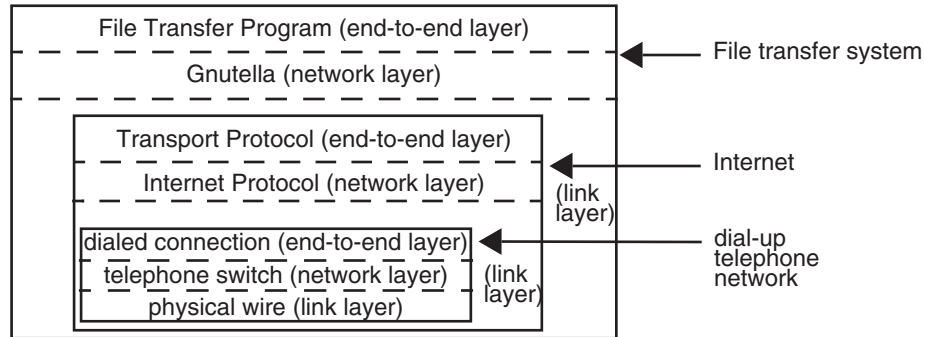 File Transfer Program (end-to-end layer)
File transfer system
Gnutella (network layer)
Transport Protocol (end-to-end layer)
Internet
Internet Protocol (network layer)
(link
layer)
dialed connection (end-to-end layer)
dial-up
telephone
network
telephone switch (network layer)
(link
layer)
physical wire (link layer)